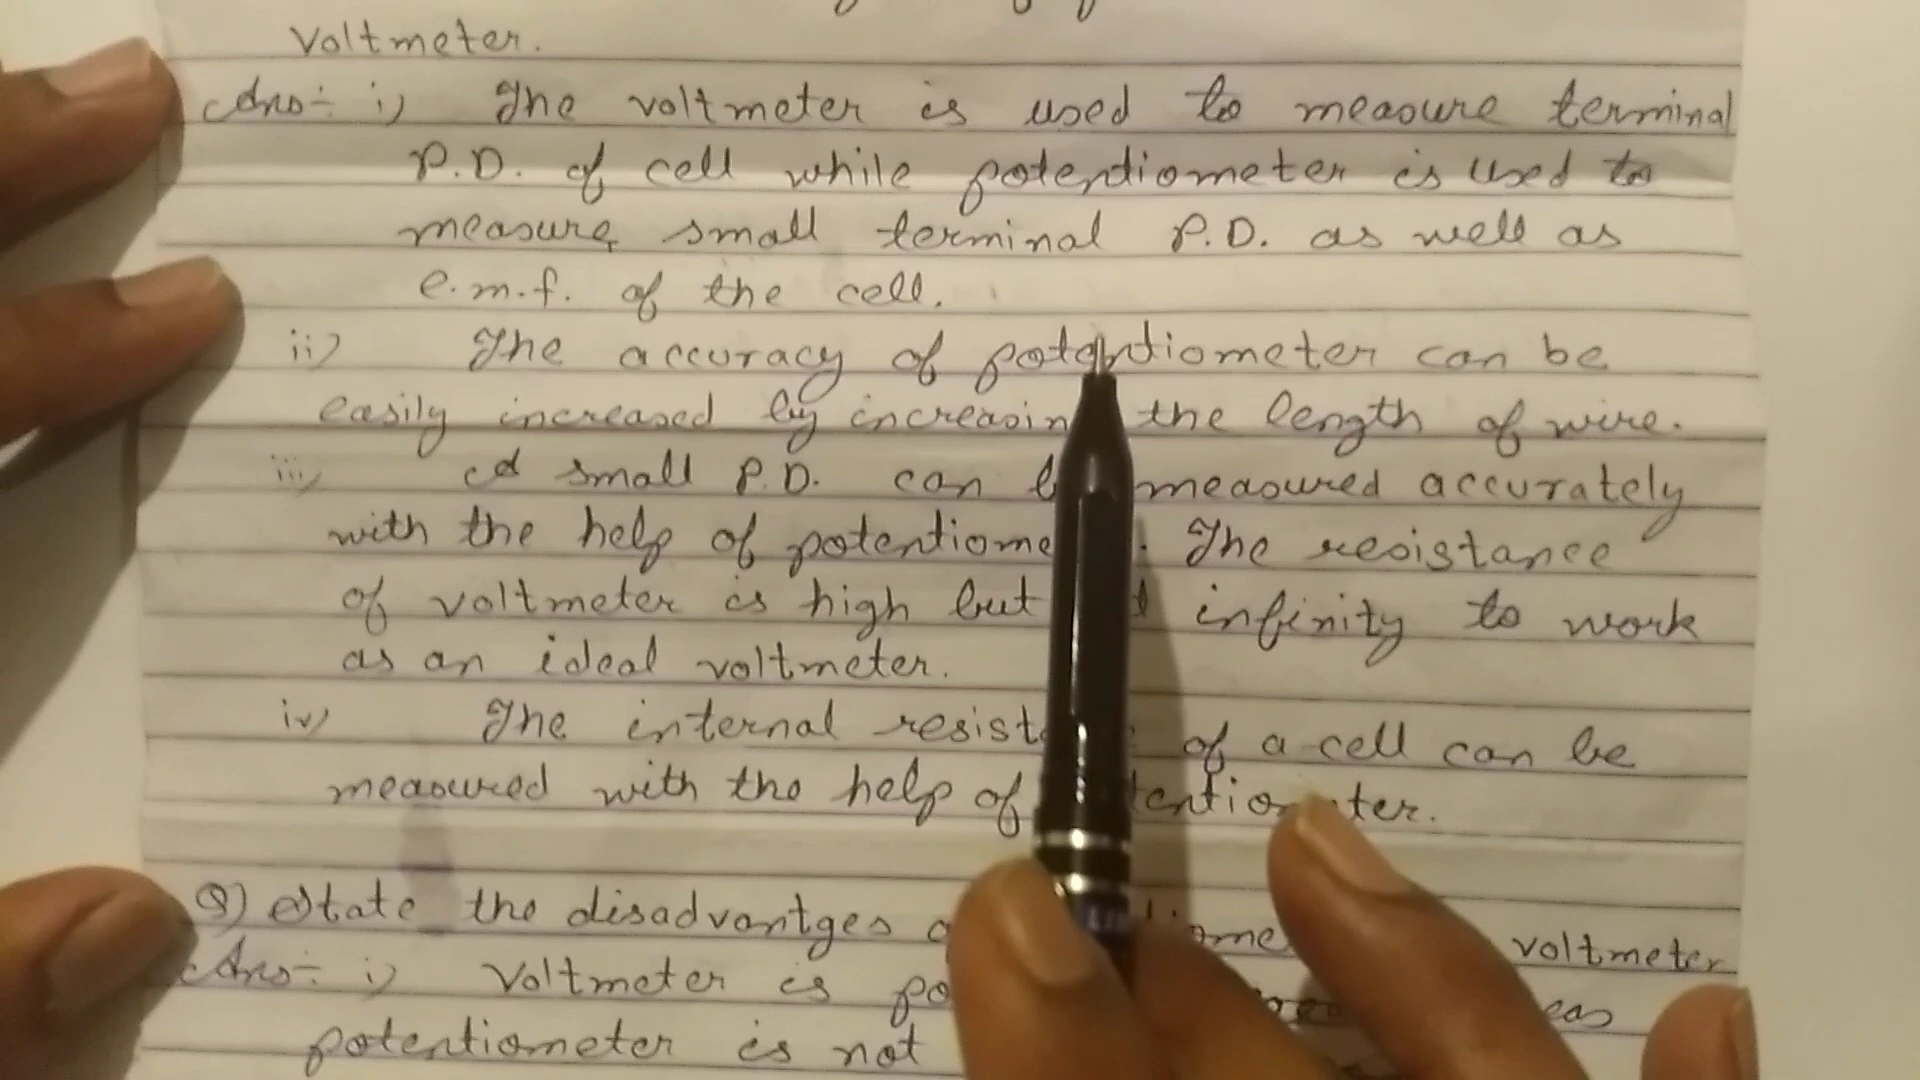 voltmeter.
Ans÷ i) The voltmeter is used to measure terminal
P.D. of cell while potentiometer is used to
measure small terminal P.D. as well as
e.m.f. of the cell.
ii) The accuracy of potentiometer can be
easily increased by increasin the length of wire.
iii) A small P.D. can measured accurately
with the help of potentiome . The resistance
of voltmeter is high but infinity to work
as an ideal voltmeter.
iv) The internal resist of a cell can be
measured with the help of ter.
Q) State the disadvantges voltmeter
Ans÷ i) Voltmeter is
potentiometer is not